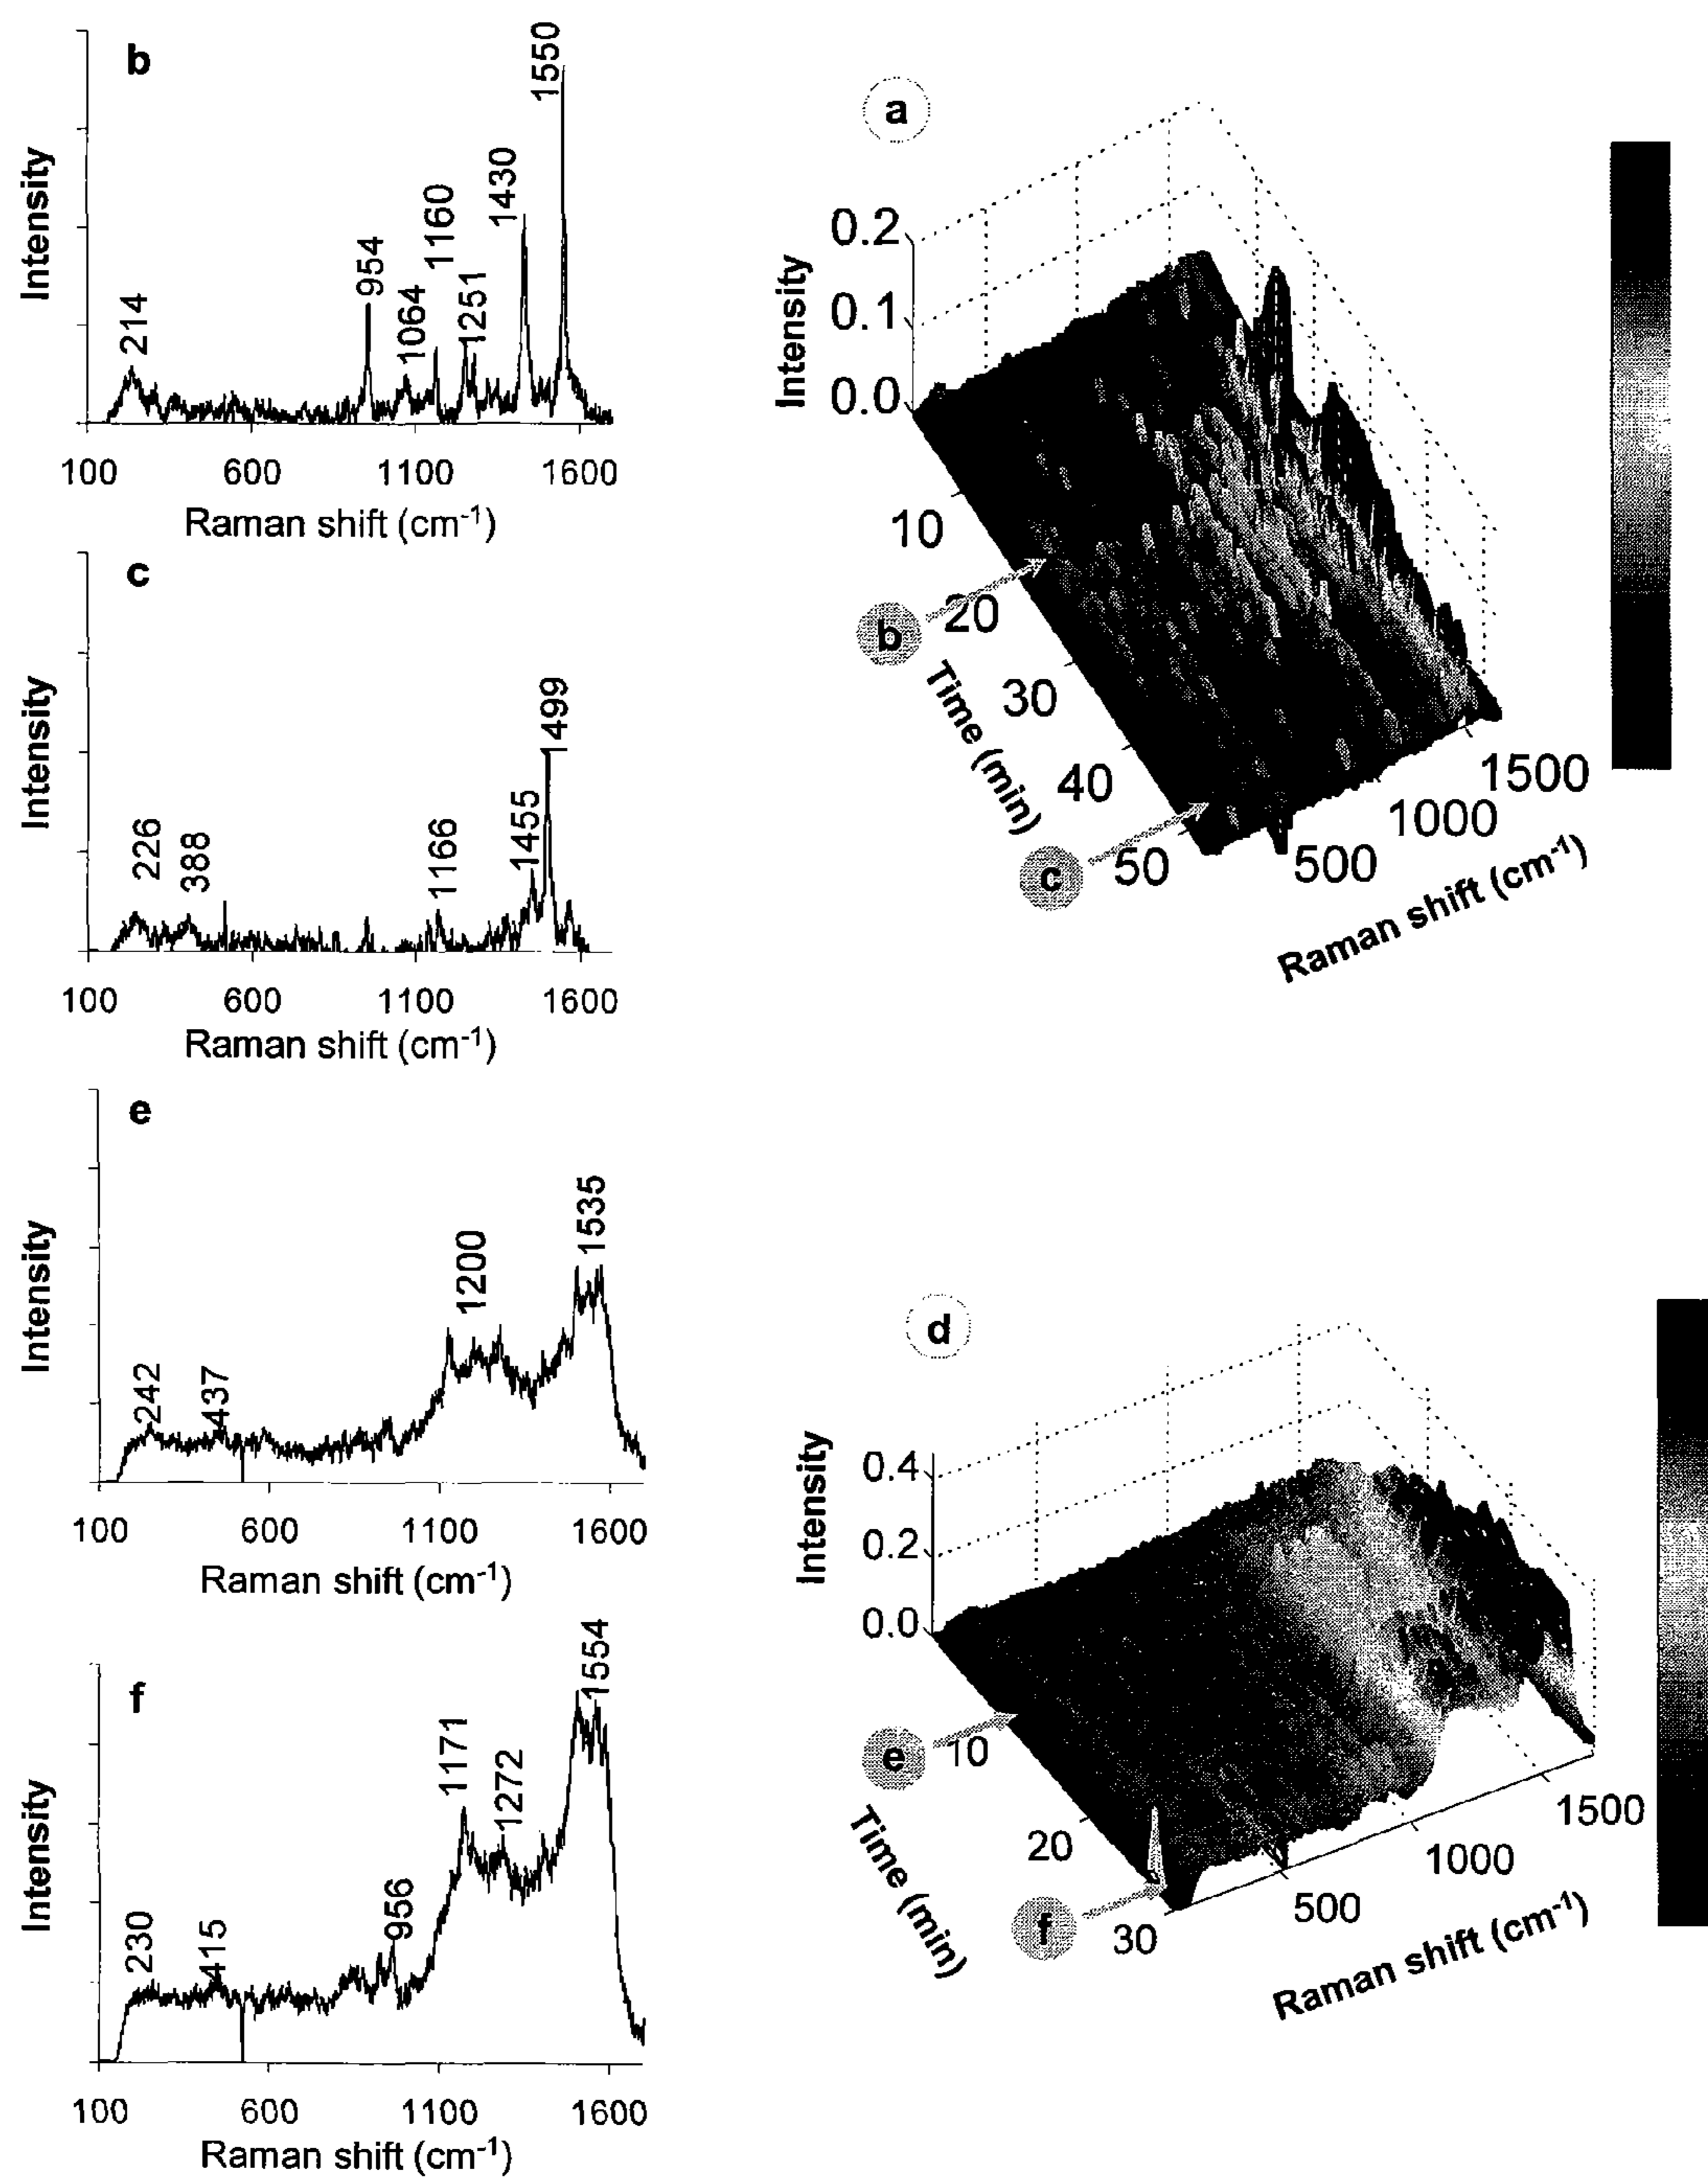 b
Intensity
214
954
1064
1160
1251
1430
1550
100 600 1100 1600
Raman shift (cm⁻¹)
c
Intensity
226
388
1166
1455
1499
100 600 1100 1600
Raman shift (cm⁻¹)
e
Intensity
242
437
1200
1535
100 600 1100 1600
Raman shift (cm⁻¹)
f
Intensity
230
415
956
1171
1272
1554
100 600 1100 1600
Raman shift (cm⁻¹)
a
Intensity
0.2
0.1
0.0
10
20
30
40
50
b
c
Time (min)
500
1000
1500
Raman shift (cm⁻¹)
d
Intensity
0.4
0.2
0.0
10
20
30
e
f
Time (min)
500
1000
1500
Raman shift (cm⁻¹)